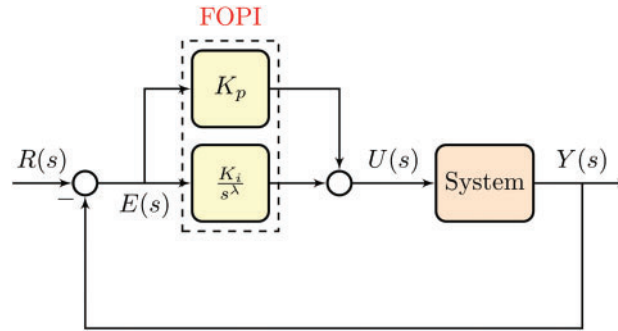 FOPI
K_p
R(s)
−
E(s)
K_i
s^λ
U(s)
System
Y(s)